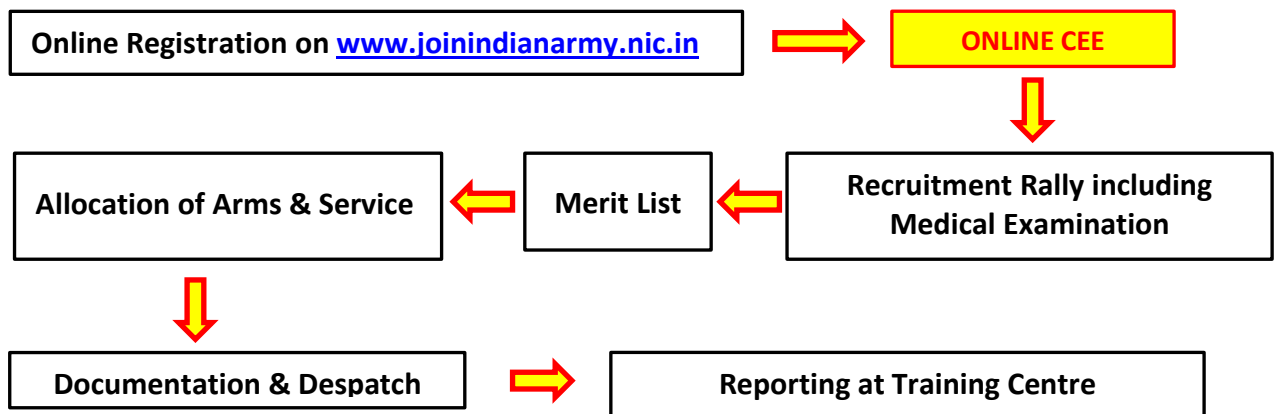 Online Registration on www.joinindianarmy.nic.in
ONLINE CEE
Recruitment Rally including
Medical Examination
Merit List
Allocation of Arms & Service
Documentation & Despatch
Reporting at Training Centre